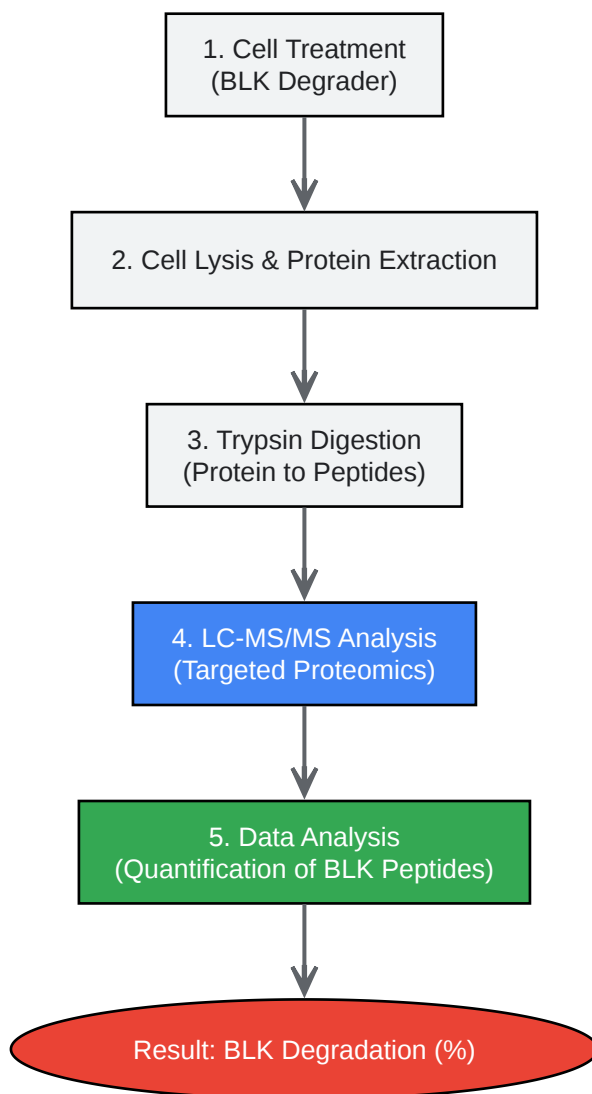 1. Cell Treatment
(BLK Degrader)
2. Cell Lysis & Protein Extraction
3. Trypsin Digestion
(Protein to Peptides)
4. LC-MS/MS Analysis
(Targeted Proteomics)
5. Data Analysis
(Quantification of BLK Peptides)
Result: BLK Degradation (%)